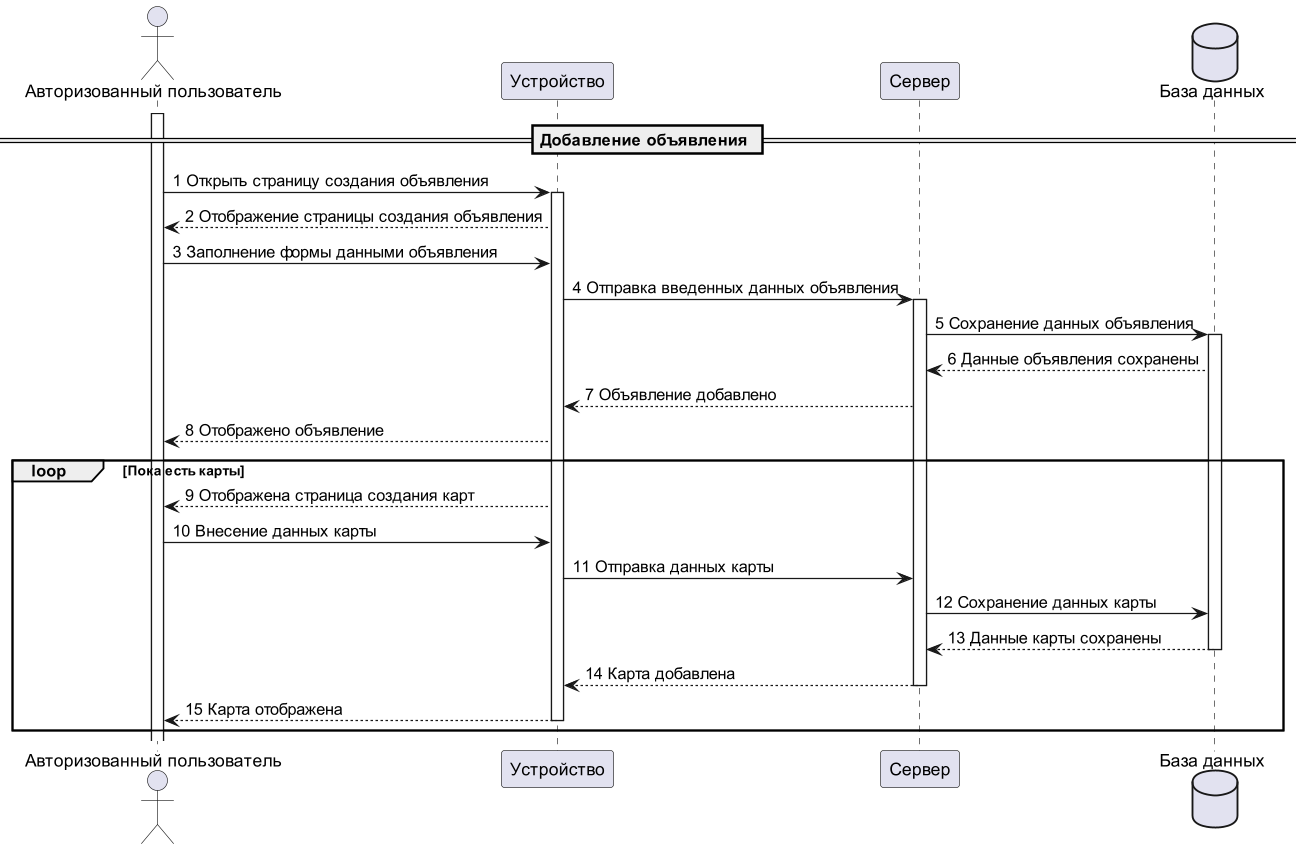 Авторизованный пользователь
Устройство
Сервер
База данных
Добавление объявления
1 Открыть страницу создания объявления
2 Отображение страницы создания объявления
3 Заполнение формы данными объявления
4 Отправка введенных данных объявления
5 Сохранение данных объявления
6 Данные объявления сохранены
7 Объявление добавлено
8 Отображено объявление
loop [Пока есть карты]
9 Отображена страница создания карт
10 Внесение данных карты
11 Отправка данных карты
12 Сохранение данных карты
13 Данные карты сохранены
14 Карта добавлена
15 Карта отображена
Авторизованный пользователь
Устройство
Сервер
База данных